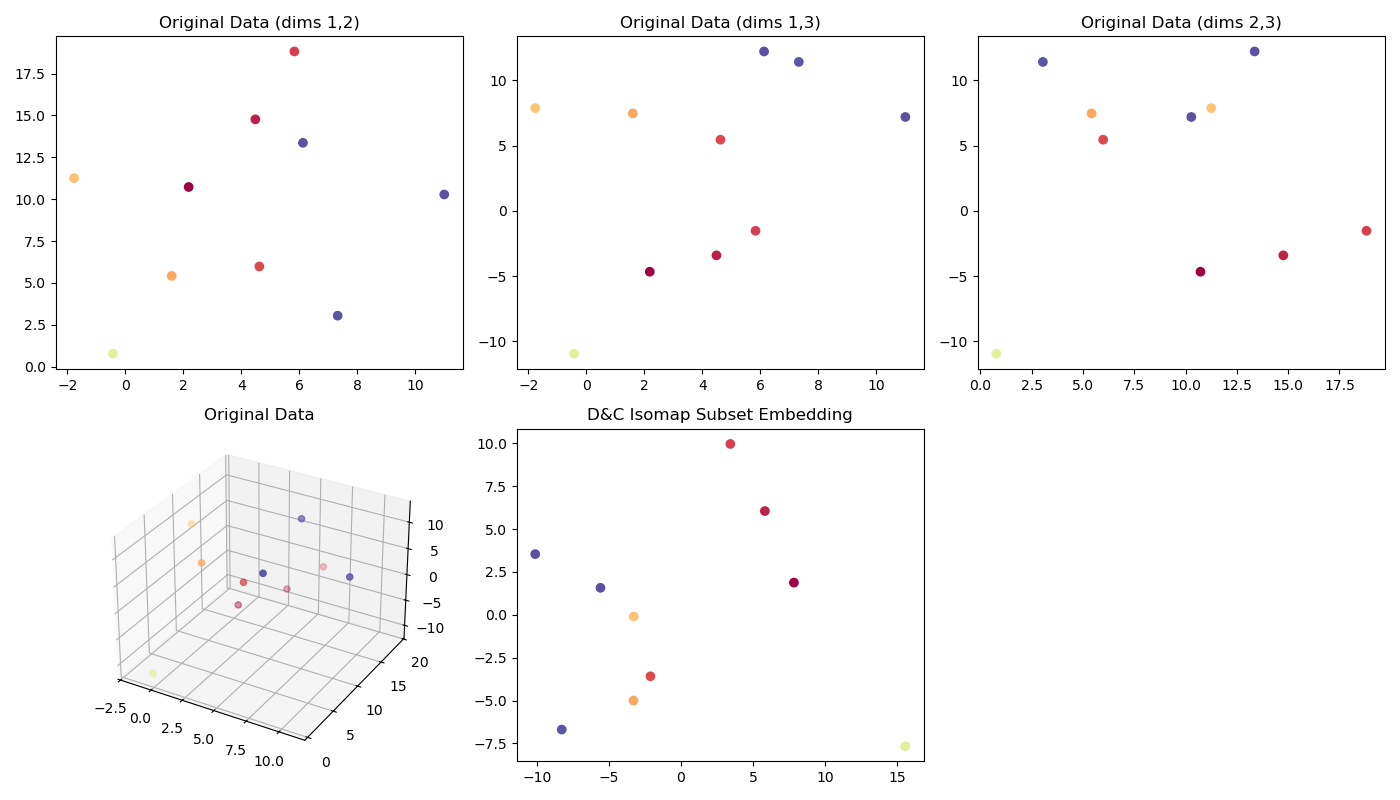 Original Data (dims 1,2)
17.5
15.0
12.5
10.0
7.5
5.0
2.5
0.0
−2 0 2 4 6 8 10
Original Data (dims 1,3)
10
5
0
−5
−10
−2 0 2 4 6 8 10
Original Data (dims 2,3)
10
5
0
−5
−10
0.0 2.5 5.0 7.5 10.0 12.5 15.0 17.5
Original Data
−2.5 0.0 2.5 5.0 7.5 10.0
0 5 10 15 20
10
5
0
−5
−10
D&C Isomap Subset Embedding
10.0
7.5
5.0
2.5
0.0
−2.5
−5.0
−7.5
−10 −5 0 5 10 15